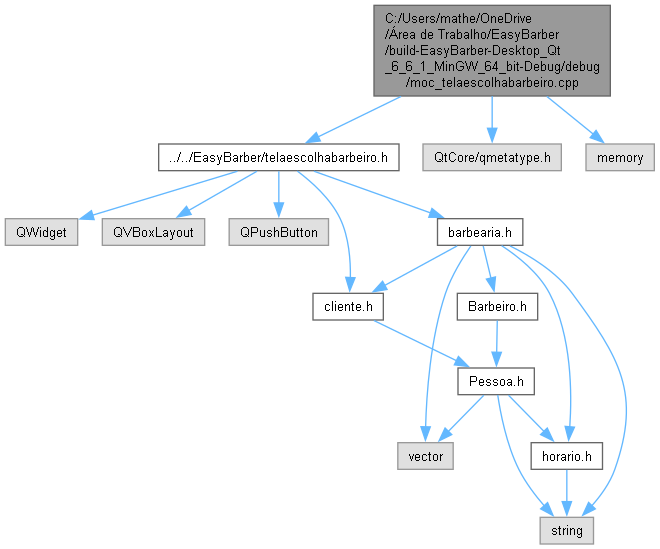 C:/Users/mathe/OneDrive
/Área de Trabalho/EasyBarber
/build-EasyBarber-Desktop_Qt
_6_6_1_MinGW_64_bit-Debug/debug
/moc_telaescolhabarbeiro.cpp
../../EasyBarber/telaescolhabarbeiro.h
QtCore/qmetatype.h
memory
QWidget
QVBoxLayout
QPushButton
barbearia.h
cliente.h
Barbeiro.h
Pessoa.h
vector
horario.h
string